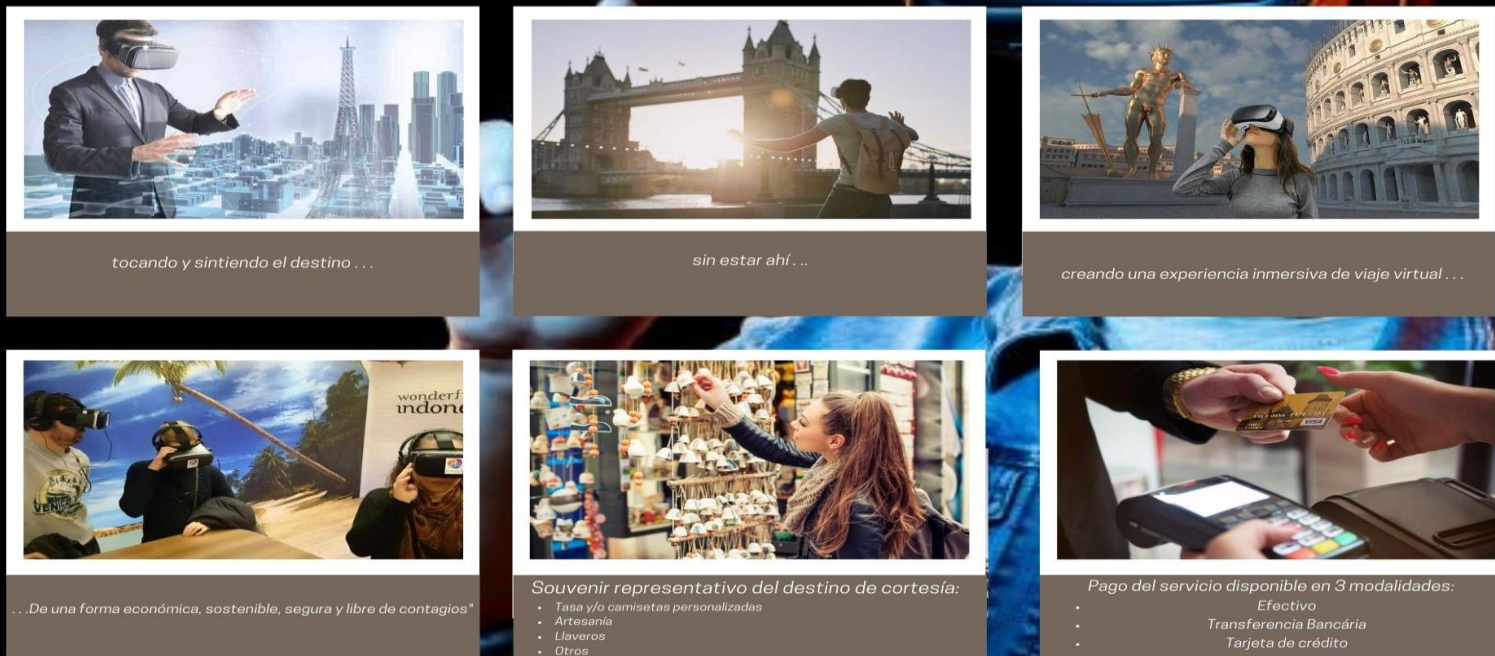 tocando y sintiendo el destino . . .
sin estar ahí . ..
creando una experiencia inmersiva de viaje virtual . . .
wonderf
indone
VENICE
. . .De una forma económica, sostenible, segura y libre de contagios"
Souvenir representativo del destino de cortesía:
• Tasa y/o camisetas personalizadas
• Artesanía
• Llaveros
• Otros
VISA
Pago del servicio disponible en 3 modalidades:
• Efectivo
• Transferencia Bancária
• Tarjeta de crédito